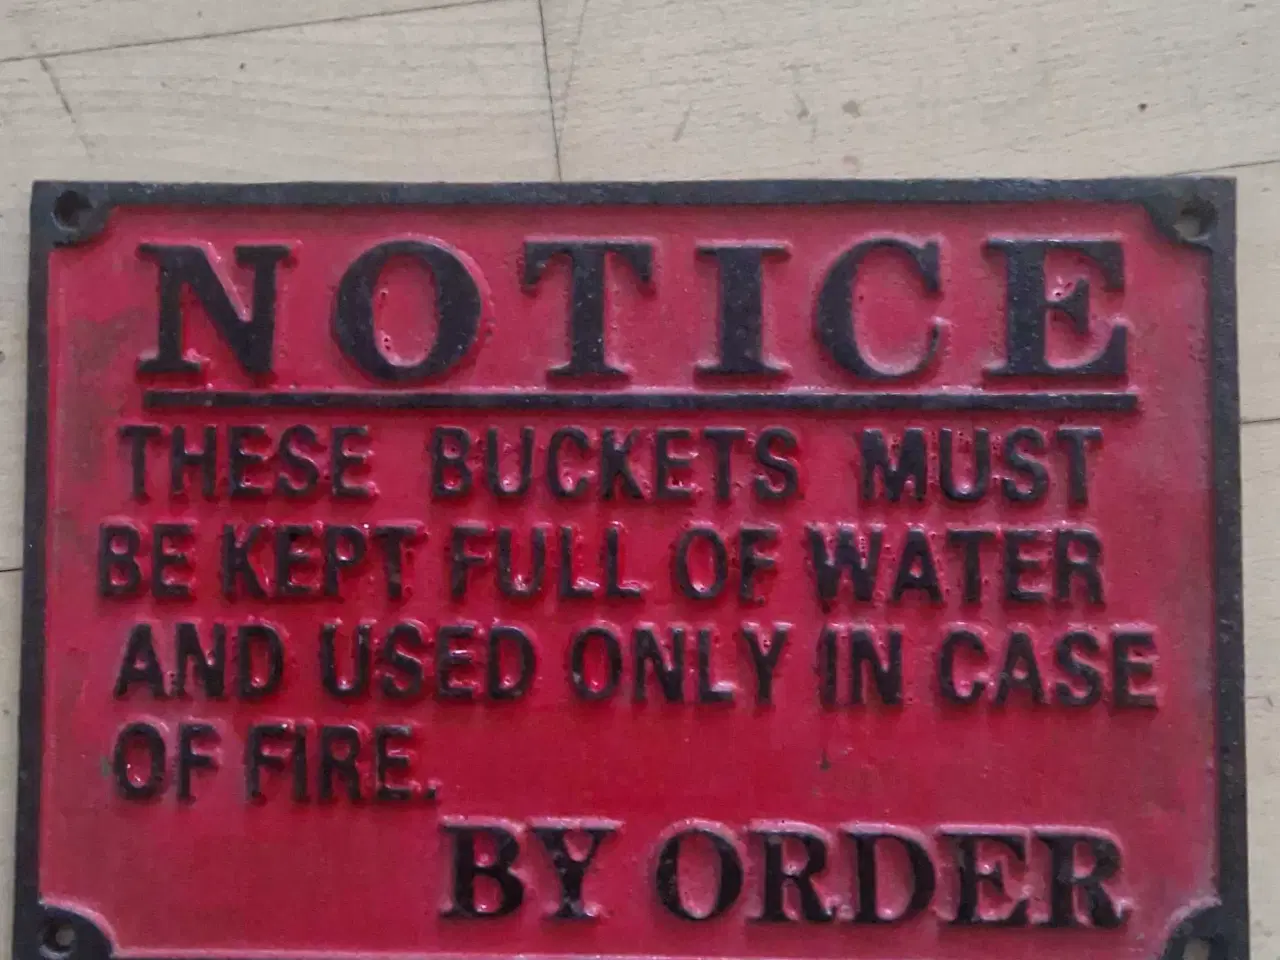 NOTICE
THESE BUCKETS MUST
BE KEPT FULL OF WATER
AND USED ONLY IN CASE
OF FIRE.
BY ORDER